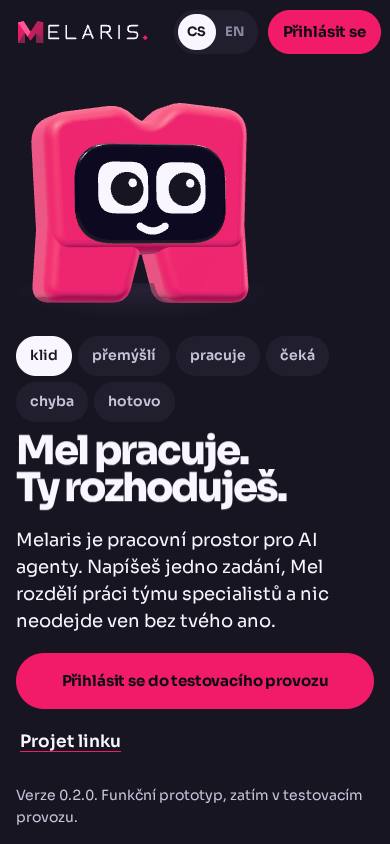 MELARIS.
CS EN
Přihlásit se
klid
přemýšlí
pracuje
čeká
chyba
hotovo
Mel pracuje.
Ty rozhoduješ.
Melaris je pracovní prostor pro AI
agenty. Napíšeš jedno zadání, Mel
rozdělí práci týmu specialistů a nic
neodejde ven bez tvého ano.
Přihlásit se do testovacího provozu
Projet linku
Verze 0.2.0. Funkční prototyp, zatím v testovacím
provozu.